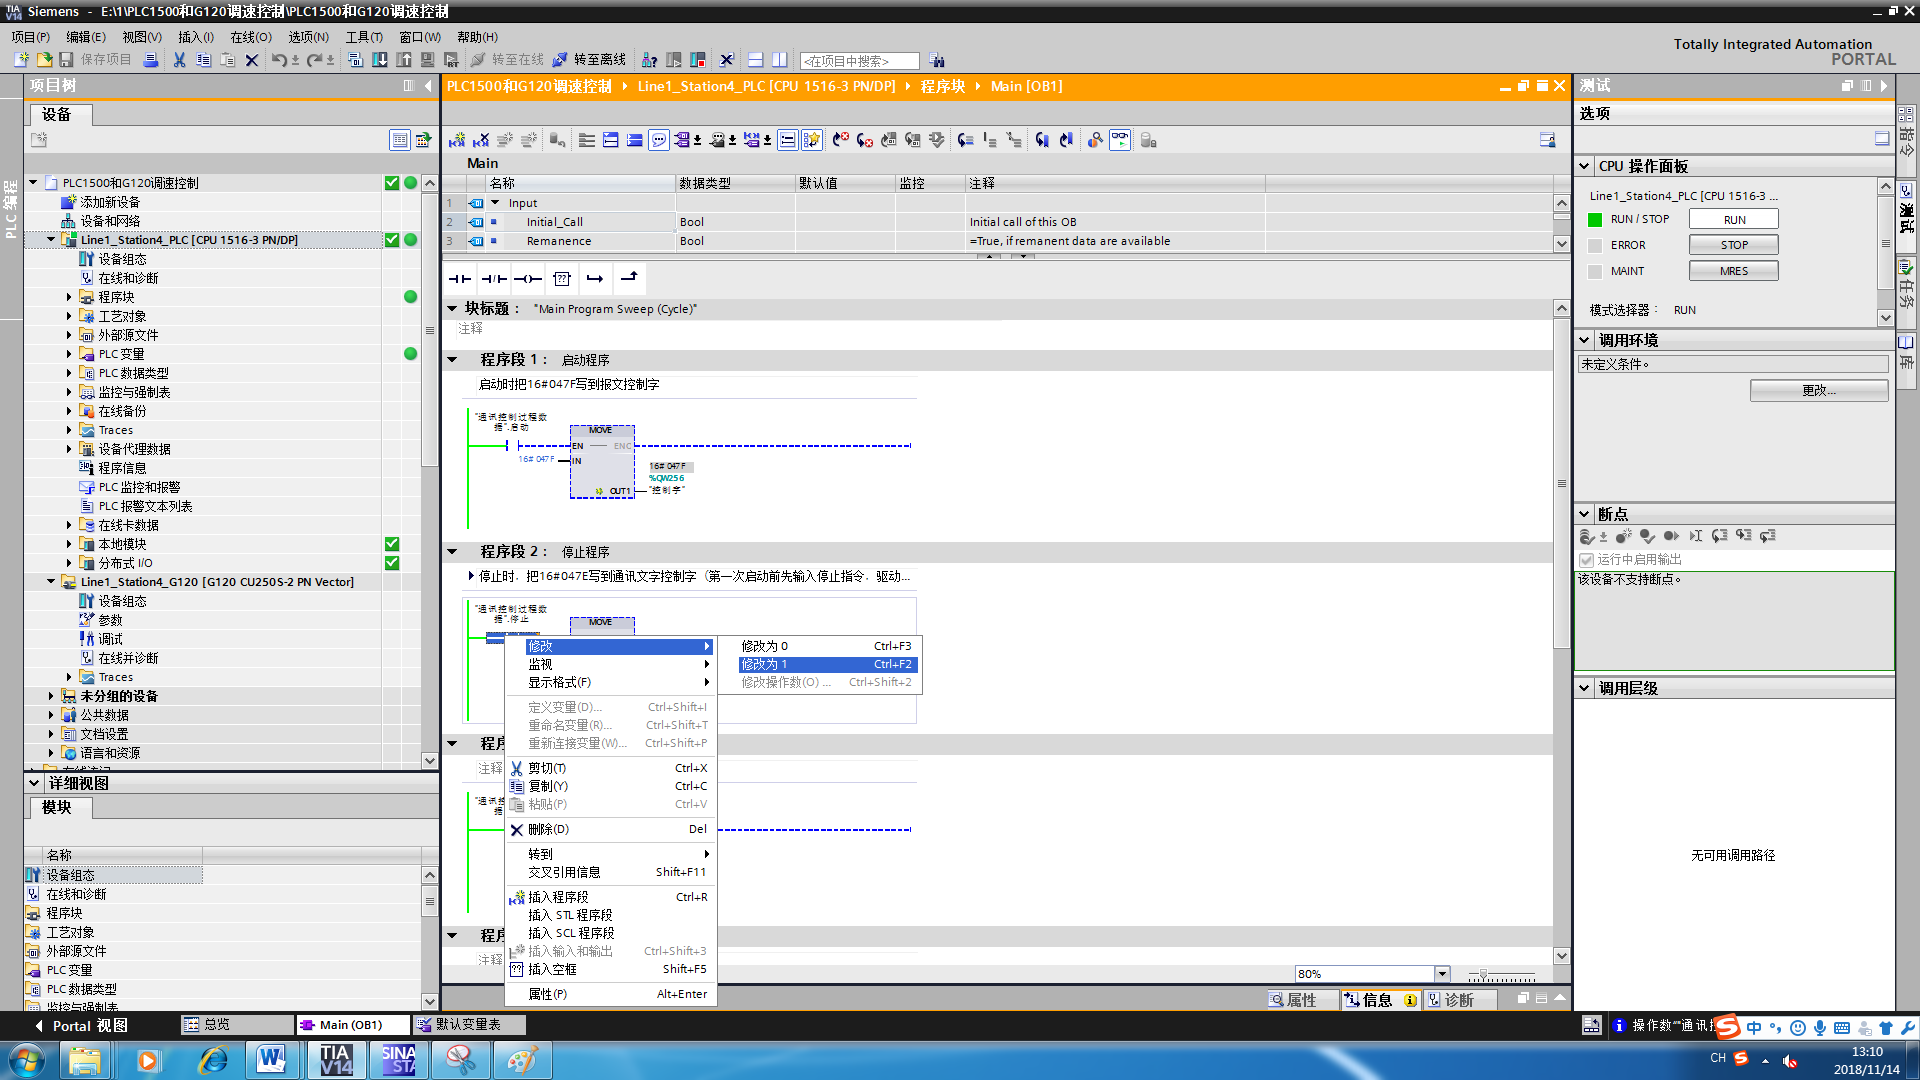 Siemens  -  E:\1\PLC1500和G120调速控制\PLC1500和G120调速控制
项目(P)  编辑(E)  视图(V)  插入(I)  在线(O)  选项(N)  工具(T)  窗口(W)  帮助(H)
保存项目  转至在线  转至离线  <在项目中搜索>
Totally Integrated Automation
PORTAL
项目树
设备
PLC 编程
PLC1500和G120调速控制
添加新设备
设备和网络
Line1_Station4_PLC [CPU 1516-3 PN/DP]
设备组态
在线和诊断
程序块
工艺对象
外部源文件
PLC 变量
PLC 数据类型
监控与强制表
在线备份
Traces
设备代理数据
程序信息
PLC 监控和报警
PLC 报警文本列表
在线卡数据
本地模块
分布式 I/O
Line1_Station4_G120 [G120 CU250S-2 PN Vector]
设备组态
参数
调试
在线并诊断
Traces
未分组的设备
公共数据
文档设置
语言和资源
详细视图
模块
名称
设备组态
在线和诊断
程序块
工艺对象
外部源文件
PLC 变量
PLC 数据类型
监控与强制表
PLC1500和G120调速控制 ▸ Line1_Station4_PLC [CPU 1516-3 PN/DP] ▸ 程序块 ▸ Main [OB1]
Main
名称  数据类型  默认值  监控  注释
1  Input
2  Initial_Call  Bool  Initial call of this OB
3  Remanence  Bool  =True, if remanent data are available
块标题：  "Main Program Sweep (Cycle)"
注释
程序段 1：  启动程序
启动时把16#047F写到报文控制字
"通讯控制过程数
据".启动
MOVE
EN  ENO
16# 047F  IN
16# 047F
%QW256
OUT1  "控制字"
程序段 2：  停止程序
停止时，把16#047E写到通讯文字控制字（第一次启动前先输入停止指令，驱动...
"通讯控制过程数
据".停止
MOVE
修改
监视
显示格式(F)
定义变量(D)...  Ctrl+Shift+I
重命名变量(R)...  Ctrl+Shift+T
重新连接变量(W)...  Ctrl+Shift+P
剪切(T)  Ctrl+X
复制(Y)  Ctrl+C
粘贴(P)  Ctrl+V
删除(D)  Del
转到
交叉引用信息  Shift+F11
插入程序段  Ctrl+R
插入 STL 程序段
插入 SCL 程序段
插入输入和输出  Ctrl+Shift+3
插入空框  Shift+F5
属性(P)  Alt+Enter
修改为 0  Ctrl+F3
修改为 1  Ctrl+F2
修改操作数(O) ...  Ctrl+Shift+2
程序
注释
程序
注释
80%
属性  信息  诊断
测试
选项
CPU 操作面板
Line1_Station4_PLC [CPU 1516-3 ...
RUN / STOP  RUN
ERROR  STOP
MAINT  MRES
模式选择器：  RUN
调用环境
未定义条件。
更改...
断点
运行中启用输出
该设备不支持断点。
调用层级
无可用调用路径
指令
测试
任务
库
Portal 视图  总览  Main (OB1)  默认变量表
操作数"通讯
中
TIA
V14
SINA
STA
CH
13:10
2018/11/14